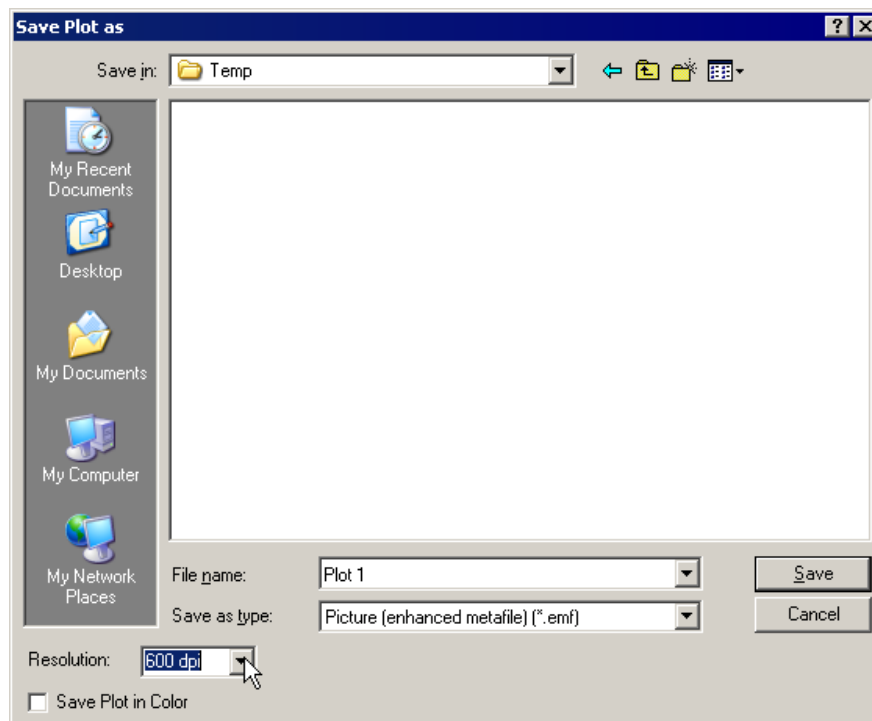 Save Plot as
Save in: Temp
My Recent
Documents
Desktop
My Documents
My Computer
My Network
Places
File name: Plot 1 Save
Save as type: Picture (enhanced metafile) (*.emf) Cancel
Resolution: 600 dpi
Save Plot in Color